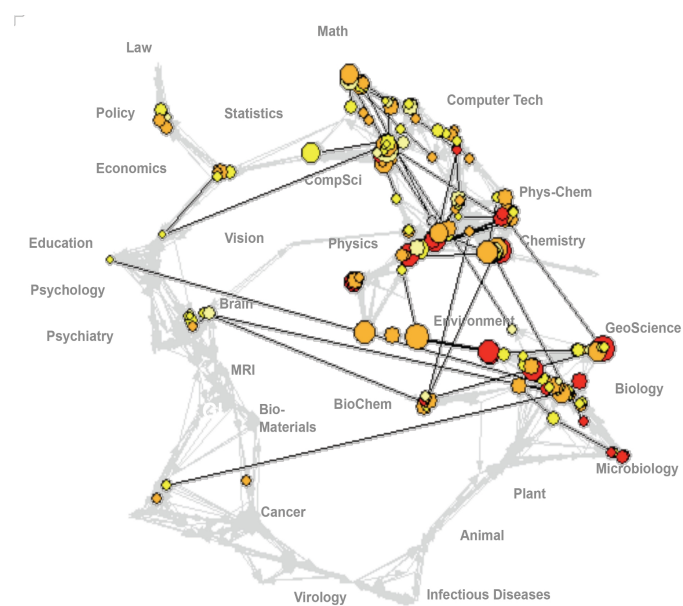 Math
Law
Computer Tech
Policy
Statistics
Economics
CompSci
Phys-Chem
Education
Vision
Physics
Chemistry
Psychology
Brain
Environment
GeoScience
Psychiatry
MRI
Biology
Bio-
Materials
BioChem
Microbiology
Plant
Cancer
Animal
Virology
Infectious Diseases